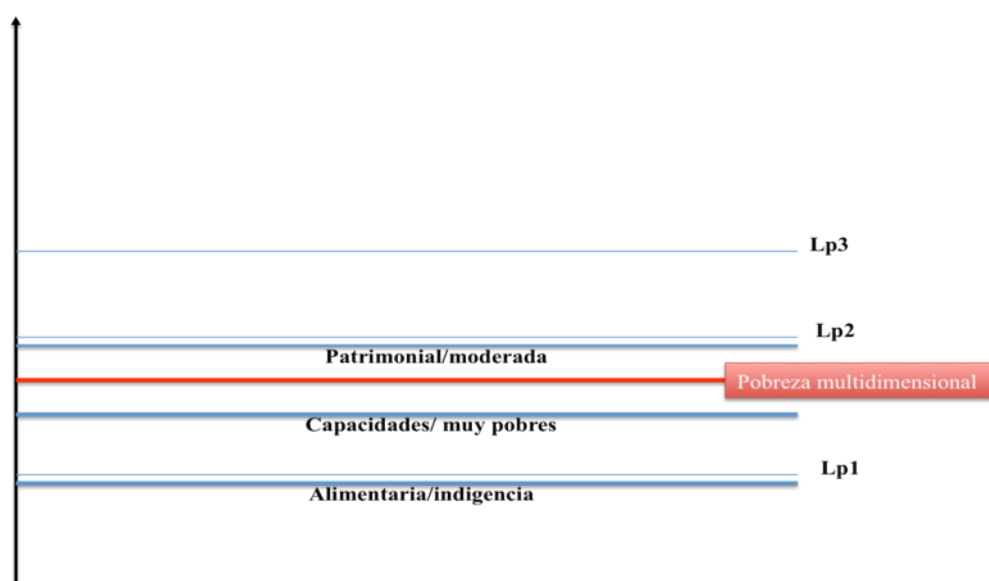 Lp3
Lp2
Patrimonial/moderada
Pobreza multidimensional
Capacidades/ muy pobres
Lp1
Alimentaria/indigencia